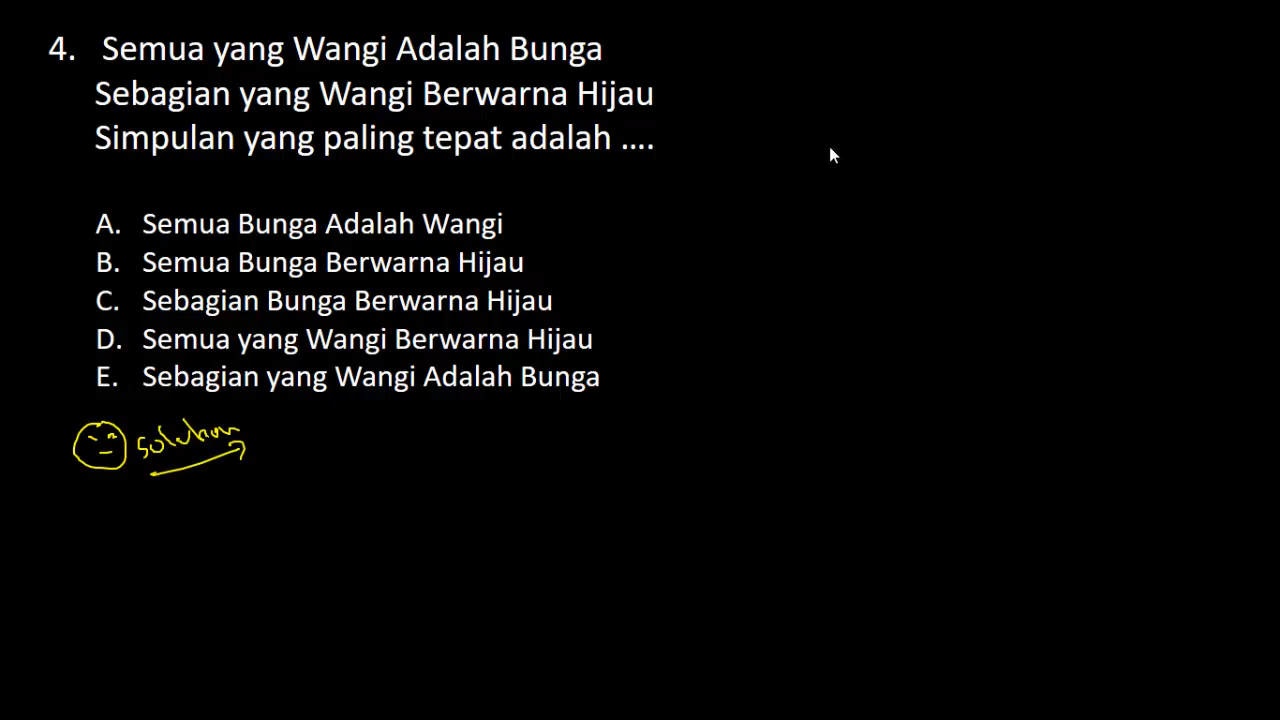 4. Semua yang Wangi Adalah Bunga
Sebagian yang Wangi Berwarna Hijau
Simpulan yang paling tepat adalah ....
A. Semua Bunga Adalah Wangi
B. Semua Bunga Berwarna Hijau
C. Sebagian Bunga Berwarna Hijau
D. Semua yang Wangi Berwarna Hijau
E. Sebagian yang Wangi Adalah Bunga